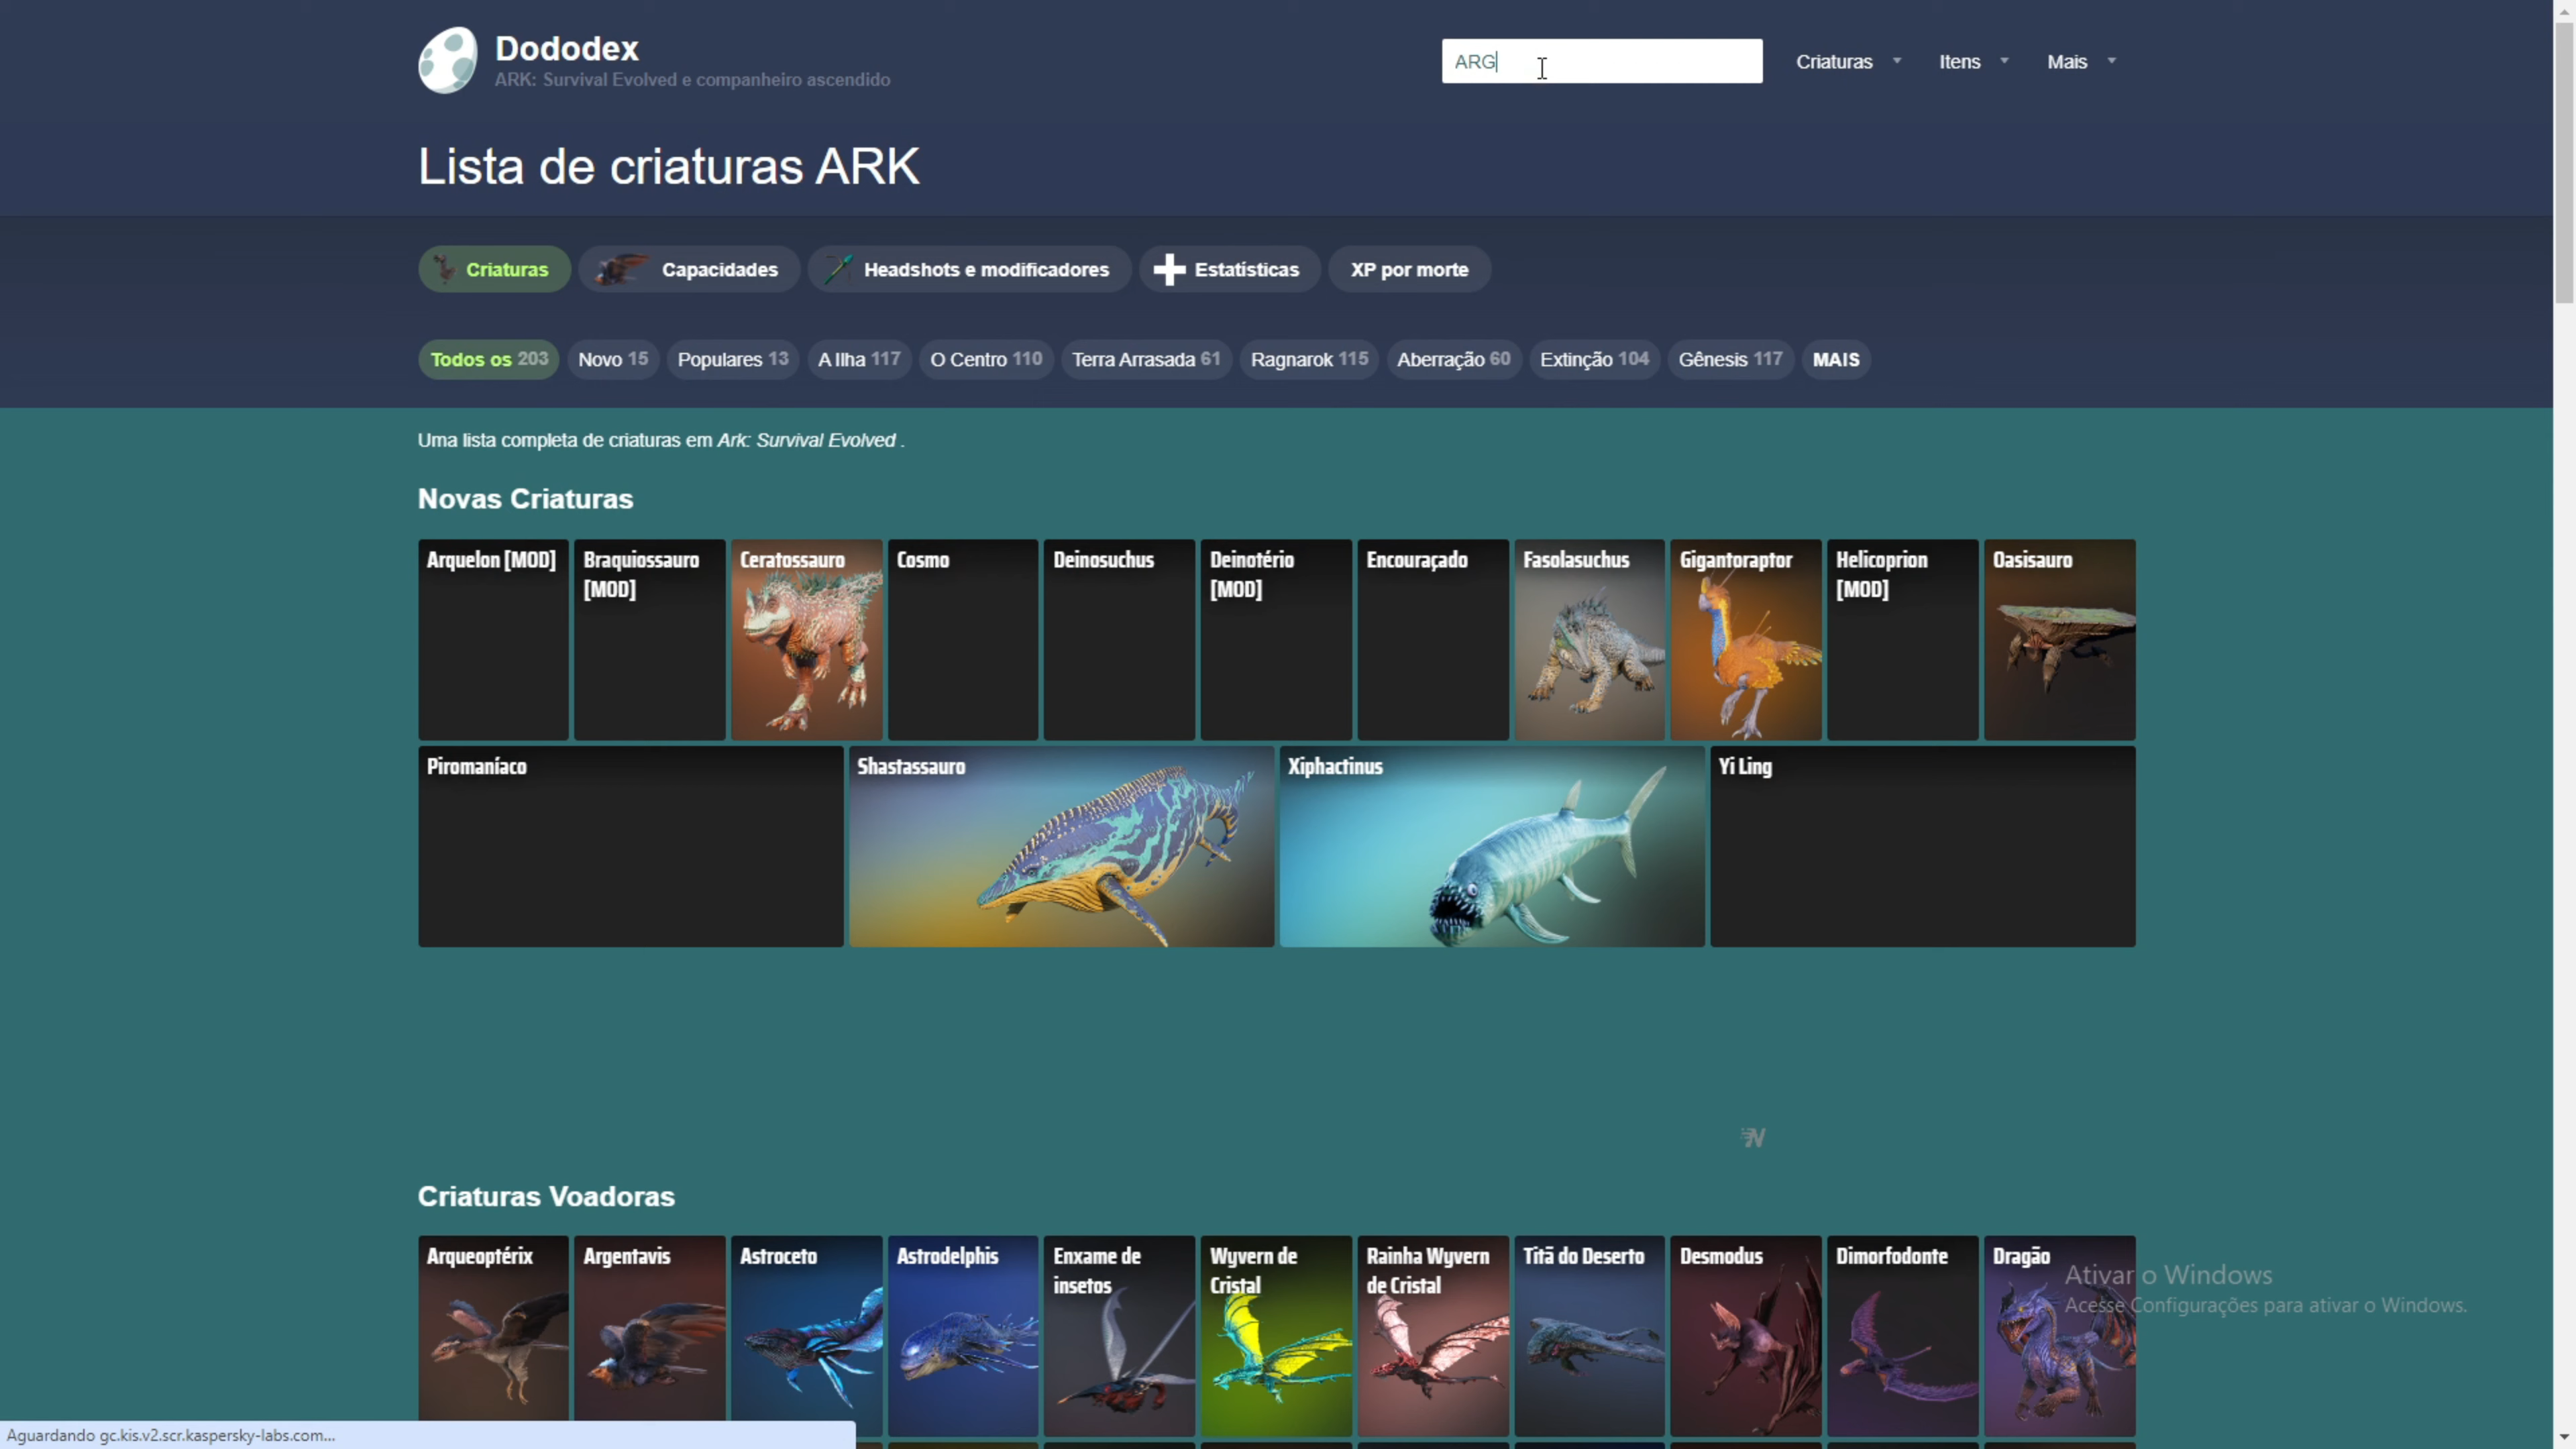 Dododex
ARK: Survival Evolved e companheiro ascendido
ARG
Criaturas
Itens
Mais
Lista de criaturas ARK
Criaturas
Capacidades
Headshots e modificadores
Estatísticas
XP por morte
Todos os 203
Novo 15
Populares 13
A Ilha 117
O Centro 110
Terra Arrasada 61
Ragnarok 115
Aberração 60
Extinção 104
Gênesis 117
MAIS
Uma lista completa de criaturas em Ark: Survival Evolved .
Novas Criaturas
Arquelon [MOD]
Braquiossauro
[MOD]
Ceratossauro
Cosmo
Deinosuchus
Deinotério
[MOD]
Encouraçado
Fasolasuchus
Gigantoraptor
Helicoprion
[MOD]
Oasisauro
Piromaníaco
Shastassauro
Xiphactinus
Yi Ling
N
Criaturas Voadoras
Arqueoptérix
Argentavis
Astroceto
Astrodelphis
Enxame de
insetos
Wyvern de
Cristal
Rainha Wyvern
de Cristal
Titã do Deserto
Desmodus
Dimorfodonte
Dragão
Ativar o Windows
Acesse Configurações para ativar o Windows.
Aguardando gc.kis.v2.scr.kaspersky-labs.com...